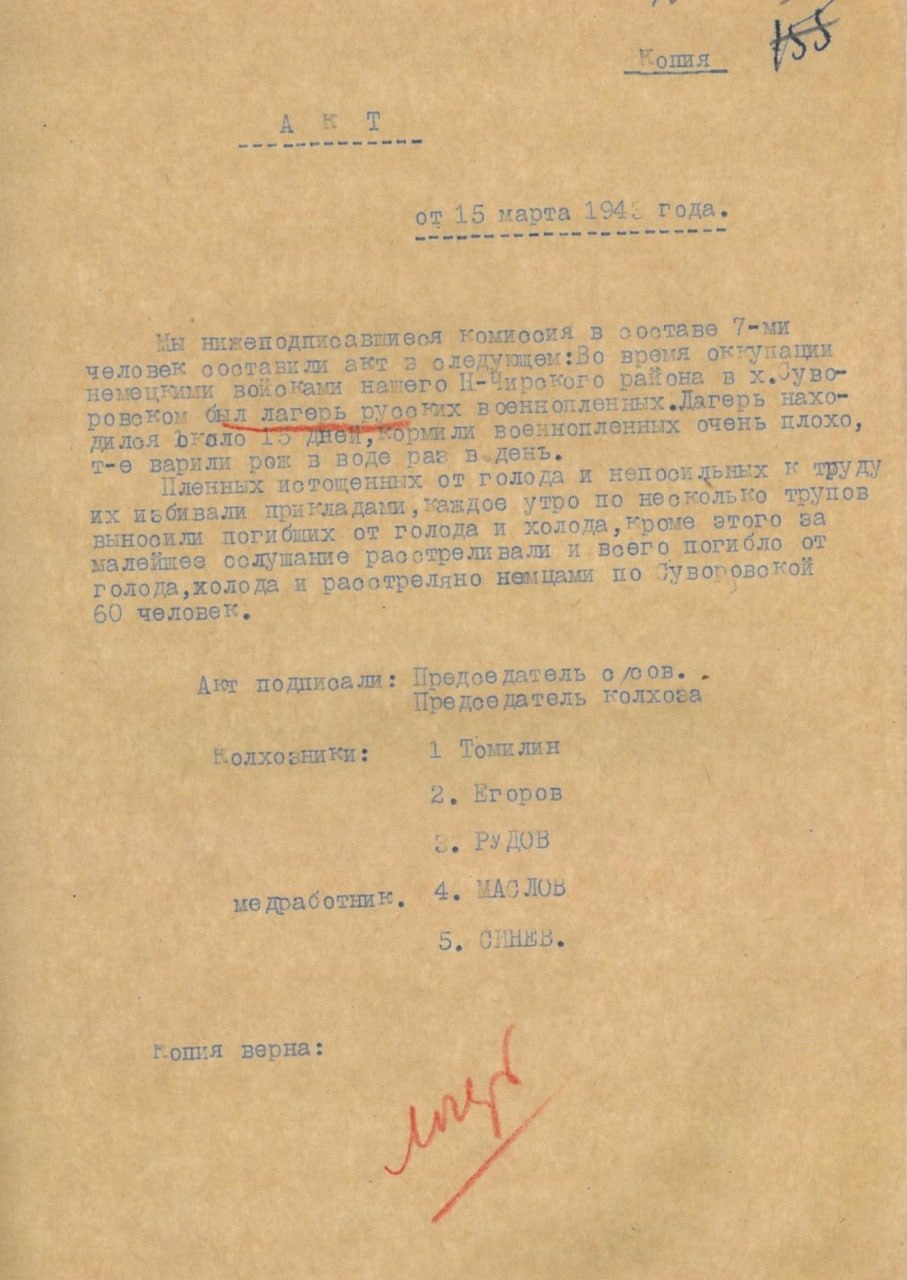 155
Копия
А К Т
от 15 марта 1943 года.
Мы нижеподписавшиеся комиссия в составе 7-ми
человек составили акт в следующем:Во время оккупации
немецкими войсками нашего Н-Чирского района в х.Суво-
ровском был лагерь русских военнопленных.Лагерь нахо-
дился около 15 дней,кормили военнопленных очень плохо,
т-е варили рож в воде раз в день.
Пленных истощенных от голода и непосильных к труду
их избивали прикладами,каждое утро по несколько трупов
выносили погибших от голода и холода,кроме этого за
малейшее ослушание расстреливали и всего погибло от
голода,холода и расстреляно немцами по Суворовской
60 человек.
Акт подписали: Председатель с/сов.
Председатель колхоза
Колхозники: 1 Томилин
2. Егоров
3. РУДОВ
медработник. 4. МАСЛОВ
5. СИНЕВ.
Копия верна: